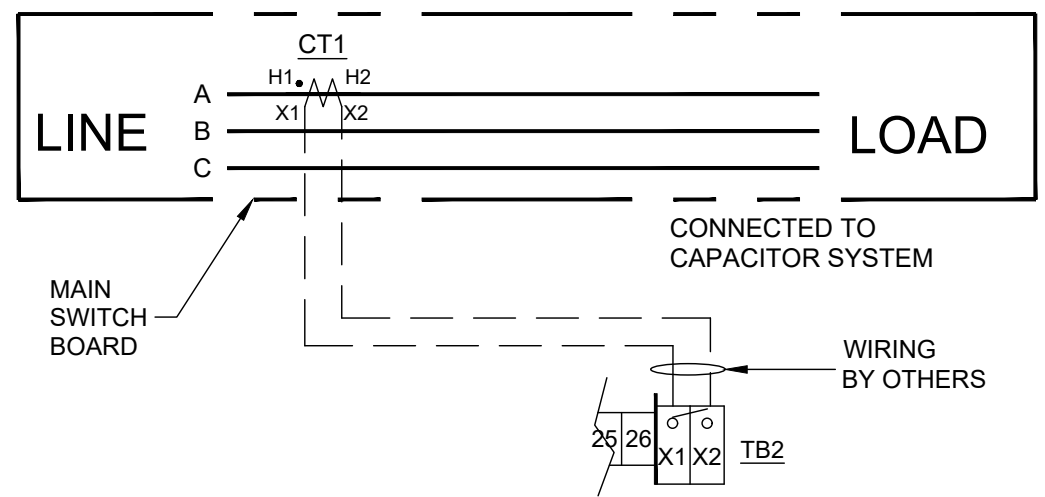 CT1
H1 H2
A
X1 X2
LINE
B
LOAD
C
CONNECTED TO
CAPACITOR SYSTEM
MAIN
SWITCH
BOARD
WIRING
BY OTHERS
25 26 X1 X2 TB2